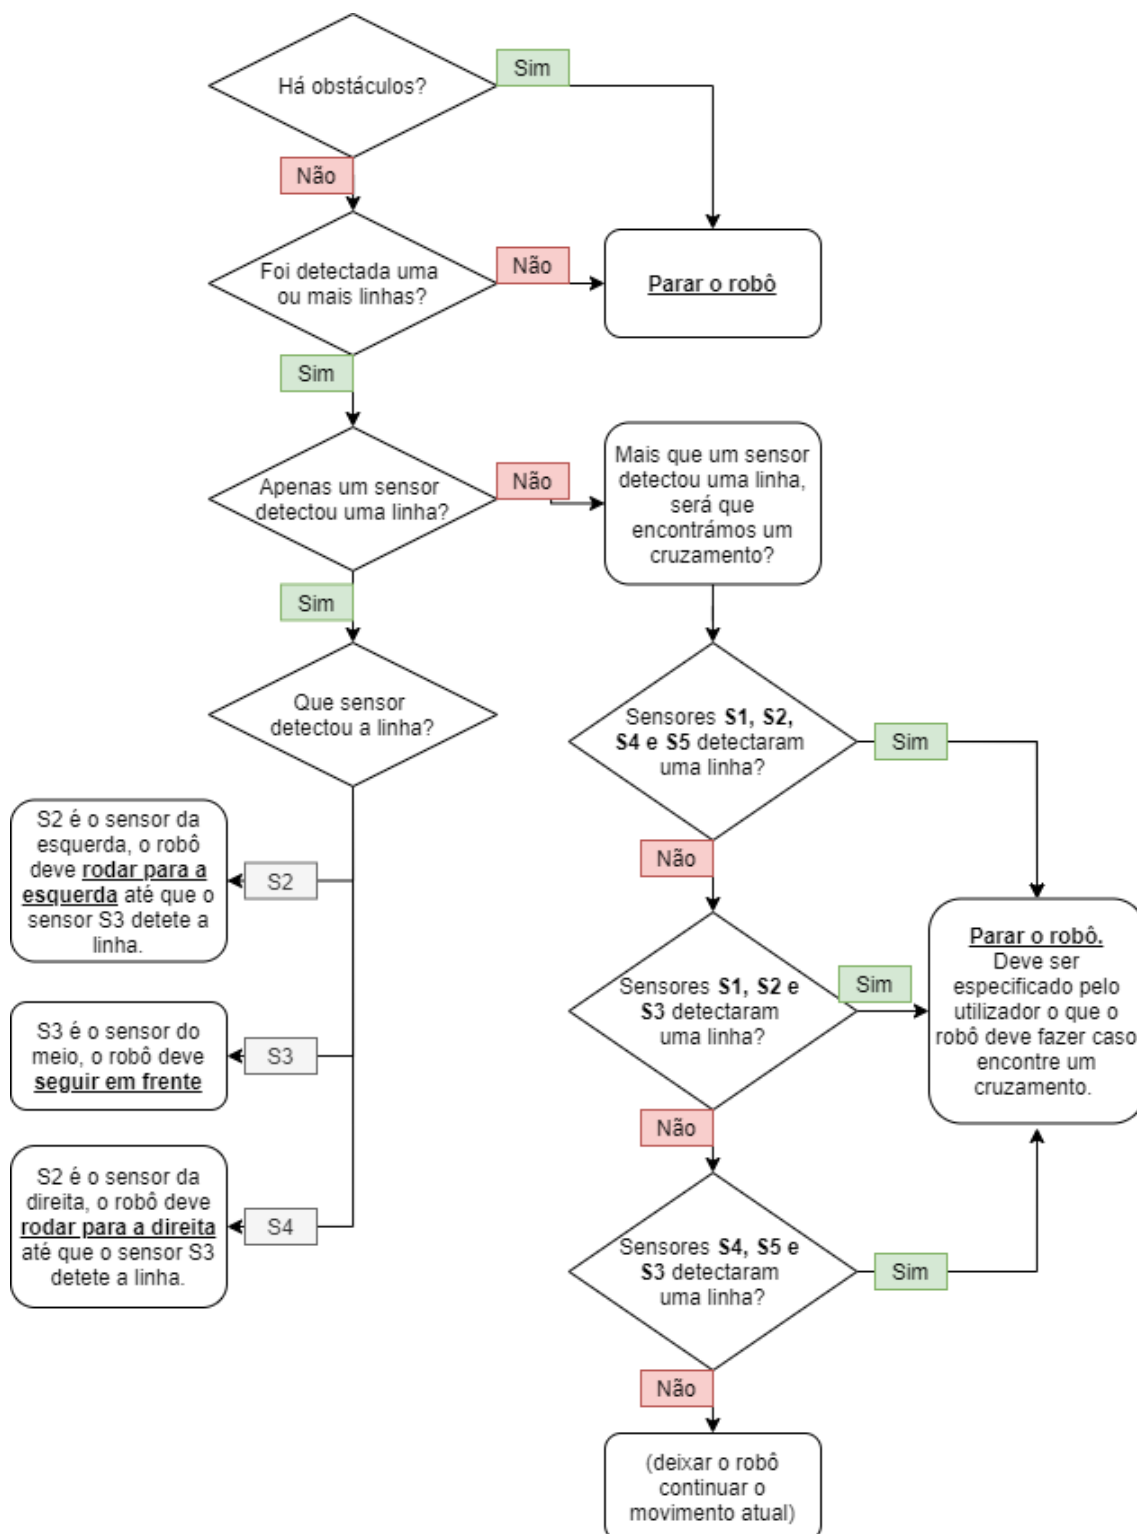 Há obstáculos?
Sim
Não
Foi detectada uma
ou mais linhas?
Não
Parar o robô
Sim
Apenas um sensor
detectou uma linha?
Não
Mais que um sensor
detectou uma linha,
será que
encontrámos um
cruzamento?
Sim
Que sensor
detectou a linha?
Sensores S1, S2,
S4 e S5 detectaram
uma linha?
Sim
Não
S2 é o sensor da
esquerda, o robô
deve rodar para a
esquerda até que o
sensor S3 detete a
linha.
S2
Sensores S1, S2 e
S3 detectaram
uma linha?
Sim
Parar o robô.
Deve ser
especificado pelo
utilizador o que o
robô deve fazer caso
encontre um
cruzamento.
S3 é o sensor do
meio, o robô deve
seguir em frente
S3
Não
S2 é o sensor da
direita, o robô deve
rodar para a direita
até que o sensor S3
detete a linha.
S4
Sensores S4, S5 e
S3 detectaram
uma linha?
Sim
Não
(deixar o robô
continuar o
movimento atual)